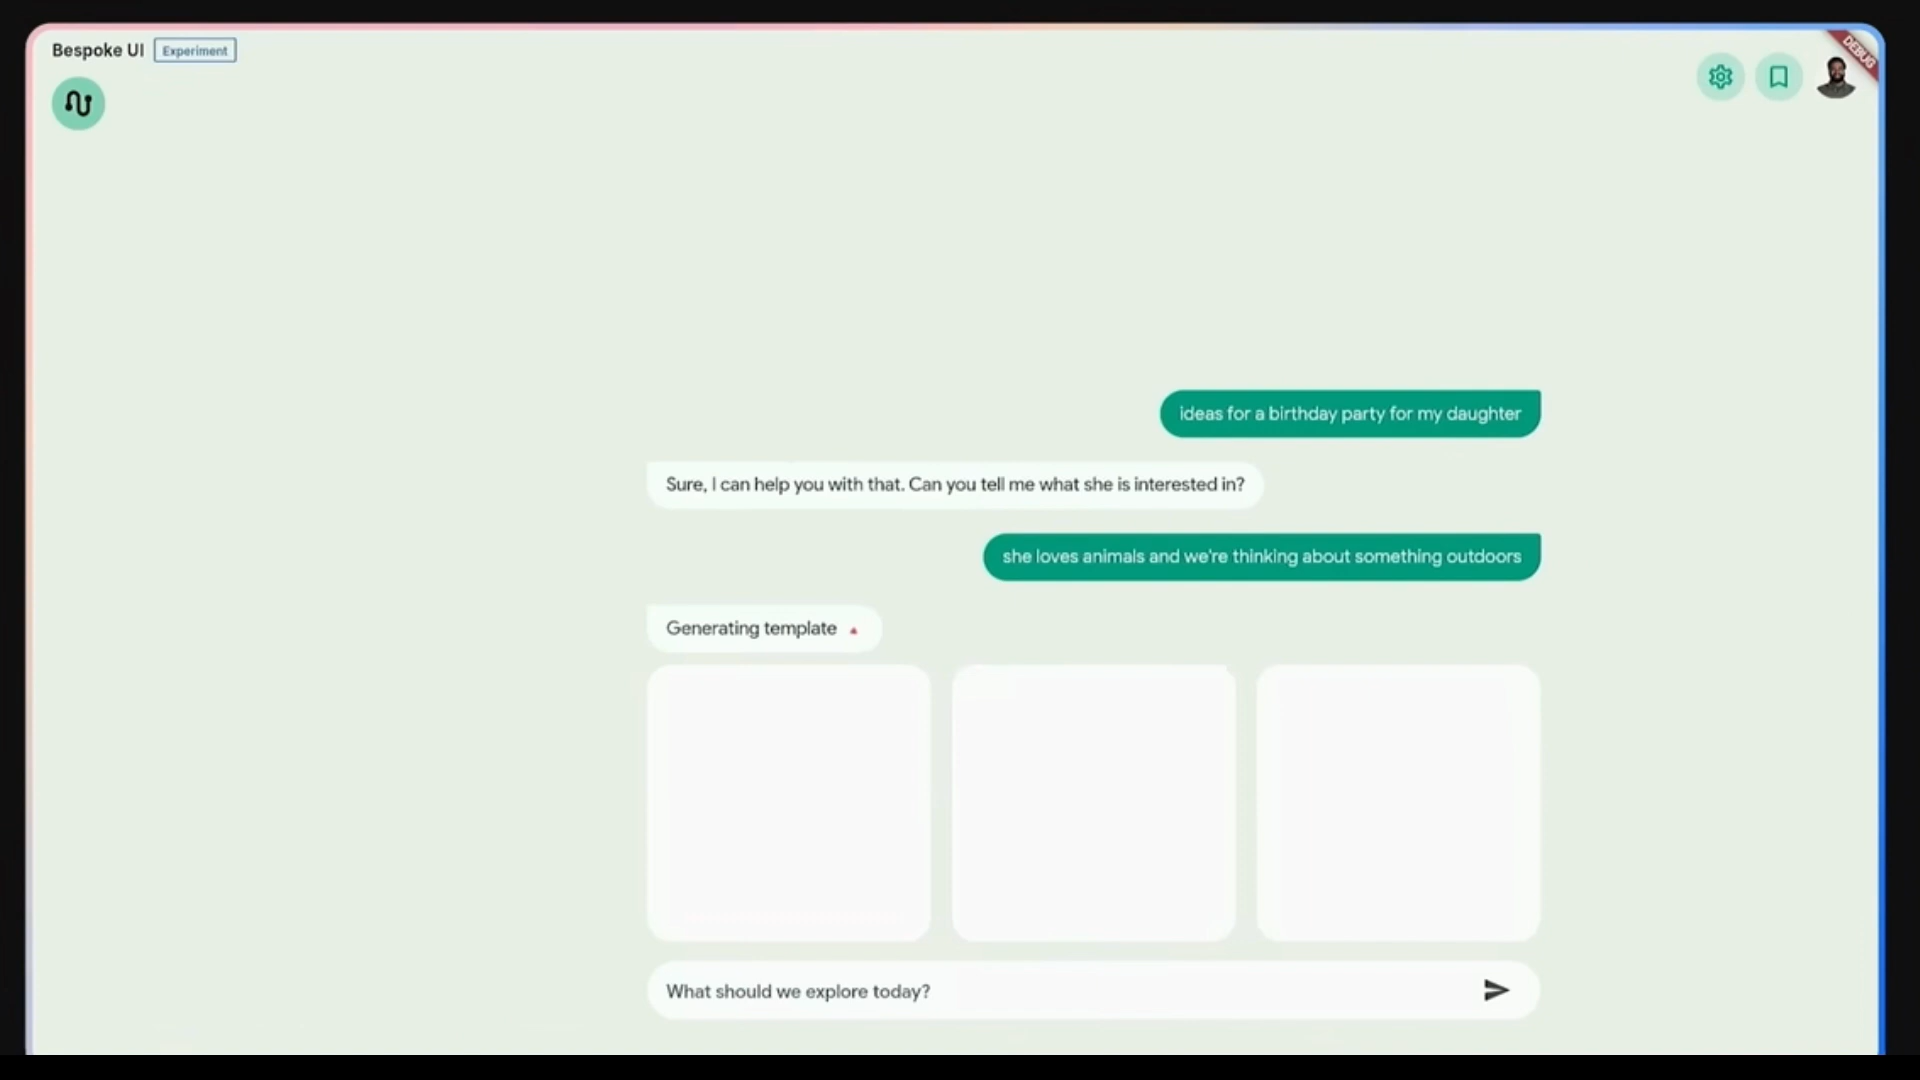 Bespoke UI Experiment
DEBUG
ideas for a birthday party for my daughter
Sure, I can help you with that. Can you tell me what she is interested in?
she loves animals and we're thinking about something outdoors
Generating template
What should we explore today?